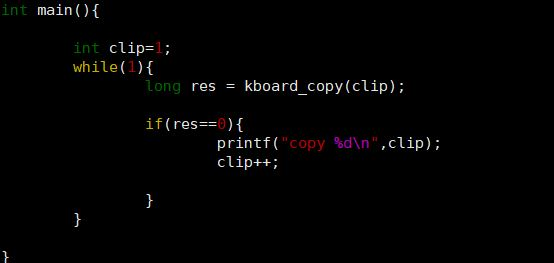 int main(){
int clip=1;
while(1){
long res = kboard_copy(clip);
if(res==0){
printf("copy %d\n",clip);
clip++;
}
}
}